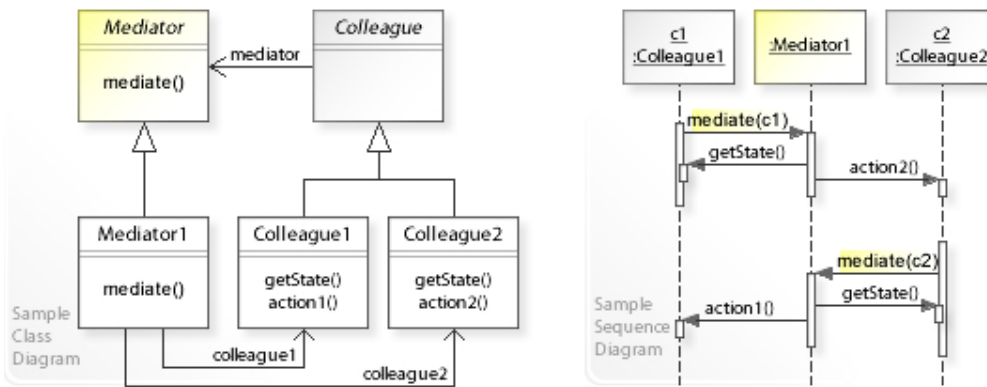 Mediator
mediate()
mediator
Colleague
Mediator1
mediate()
Colleague1
getState()
action1()
Colleague2
getState()
action2()
colleague1
colleague2
Sample
Class
Diagram
c1
:Colleague1
:Mediator1
c2
:Colleague2
mediate(c1)
getState()
action2()
mediate(c2)
getState()
action1()
Sample
Sequence
Diagram